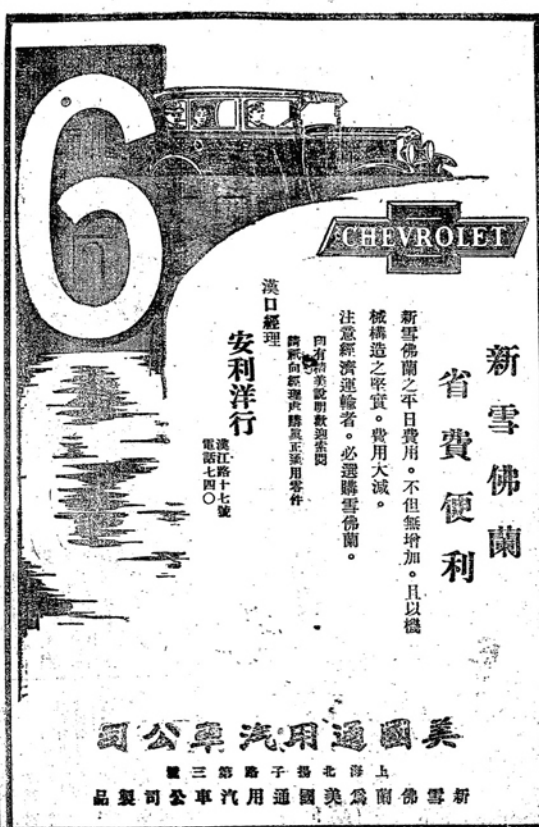 6
CHEVROLET
新雪佛蘭
省費便利
新雪佛蘭之平日費用。不但無增加。且以機
械構造之堅實。費用大減。
注意經濟運輸者。必選購雪佛蘭。
印有精美說明歡迎索閱
請祇向經理處購眞正通用零件
漢口經理
安利洋行
漢江路十七號
電話七四〇
美國通用汽車公司
上海北揚子路第三號
新雪佛蘭爲美國通用汽車公司製品